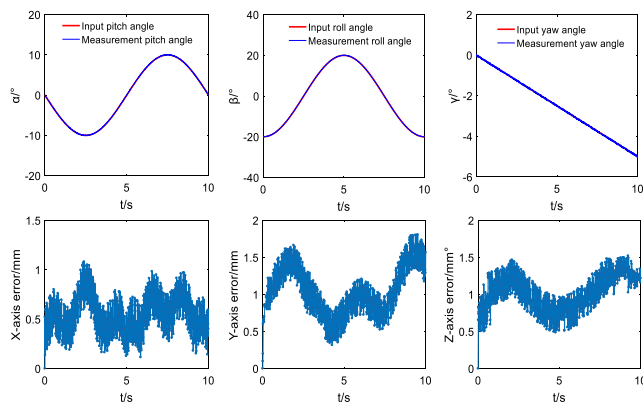 20
10
0
-10
-20
α/°
Input pitch angle
Measurement pitch angle
0
5
10
t/s
40
20
0
-20
-40
β/°
Input roll angle
Measurement roll angle
0
5
10
t/s
2
0
-2
-4
-6
γ/°
Input yaw angle
Measurement yaw angle
0
5
10
t/s
1.5
1
0.5
0
X-axis error/mm
0
5
10
t/s
2
1.5
1
0.5
0
Y-axis error/mm
0
5
10
t/s
2
1.5
1
0.5
0
Z-axis error/mm°
0
5
10
t/s